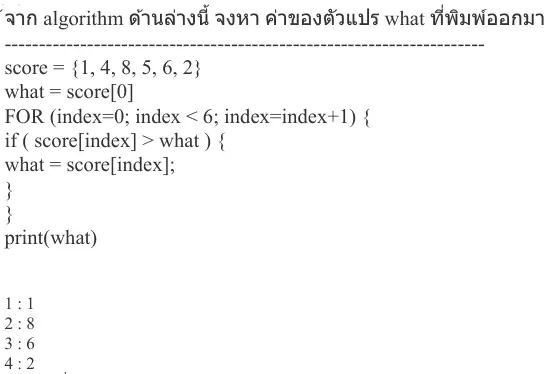 จาก algorithm ด้านล่างนี้ จงหา ค่าของตัวแปร what ที่พิมพ์ออกมา
----------------------------------------------------------------------
score = {1, 4, 8, 5, 6, 2}
what = score[0]
FOR (index=0; index < 6; index=index+1) {
if ( score[index] > what ) {
what = score[index];
}
}
print(what)
1 : 1
2 : 8
3 : 6
4 : 2